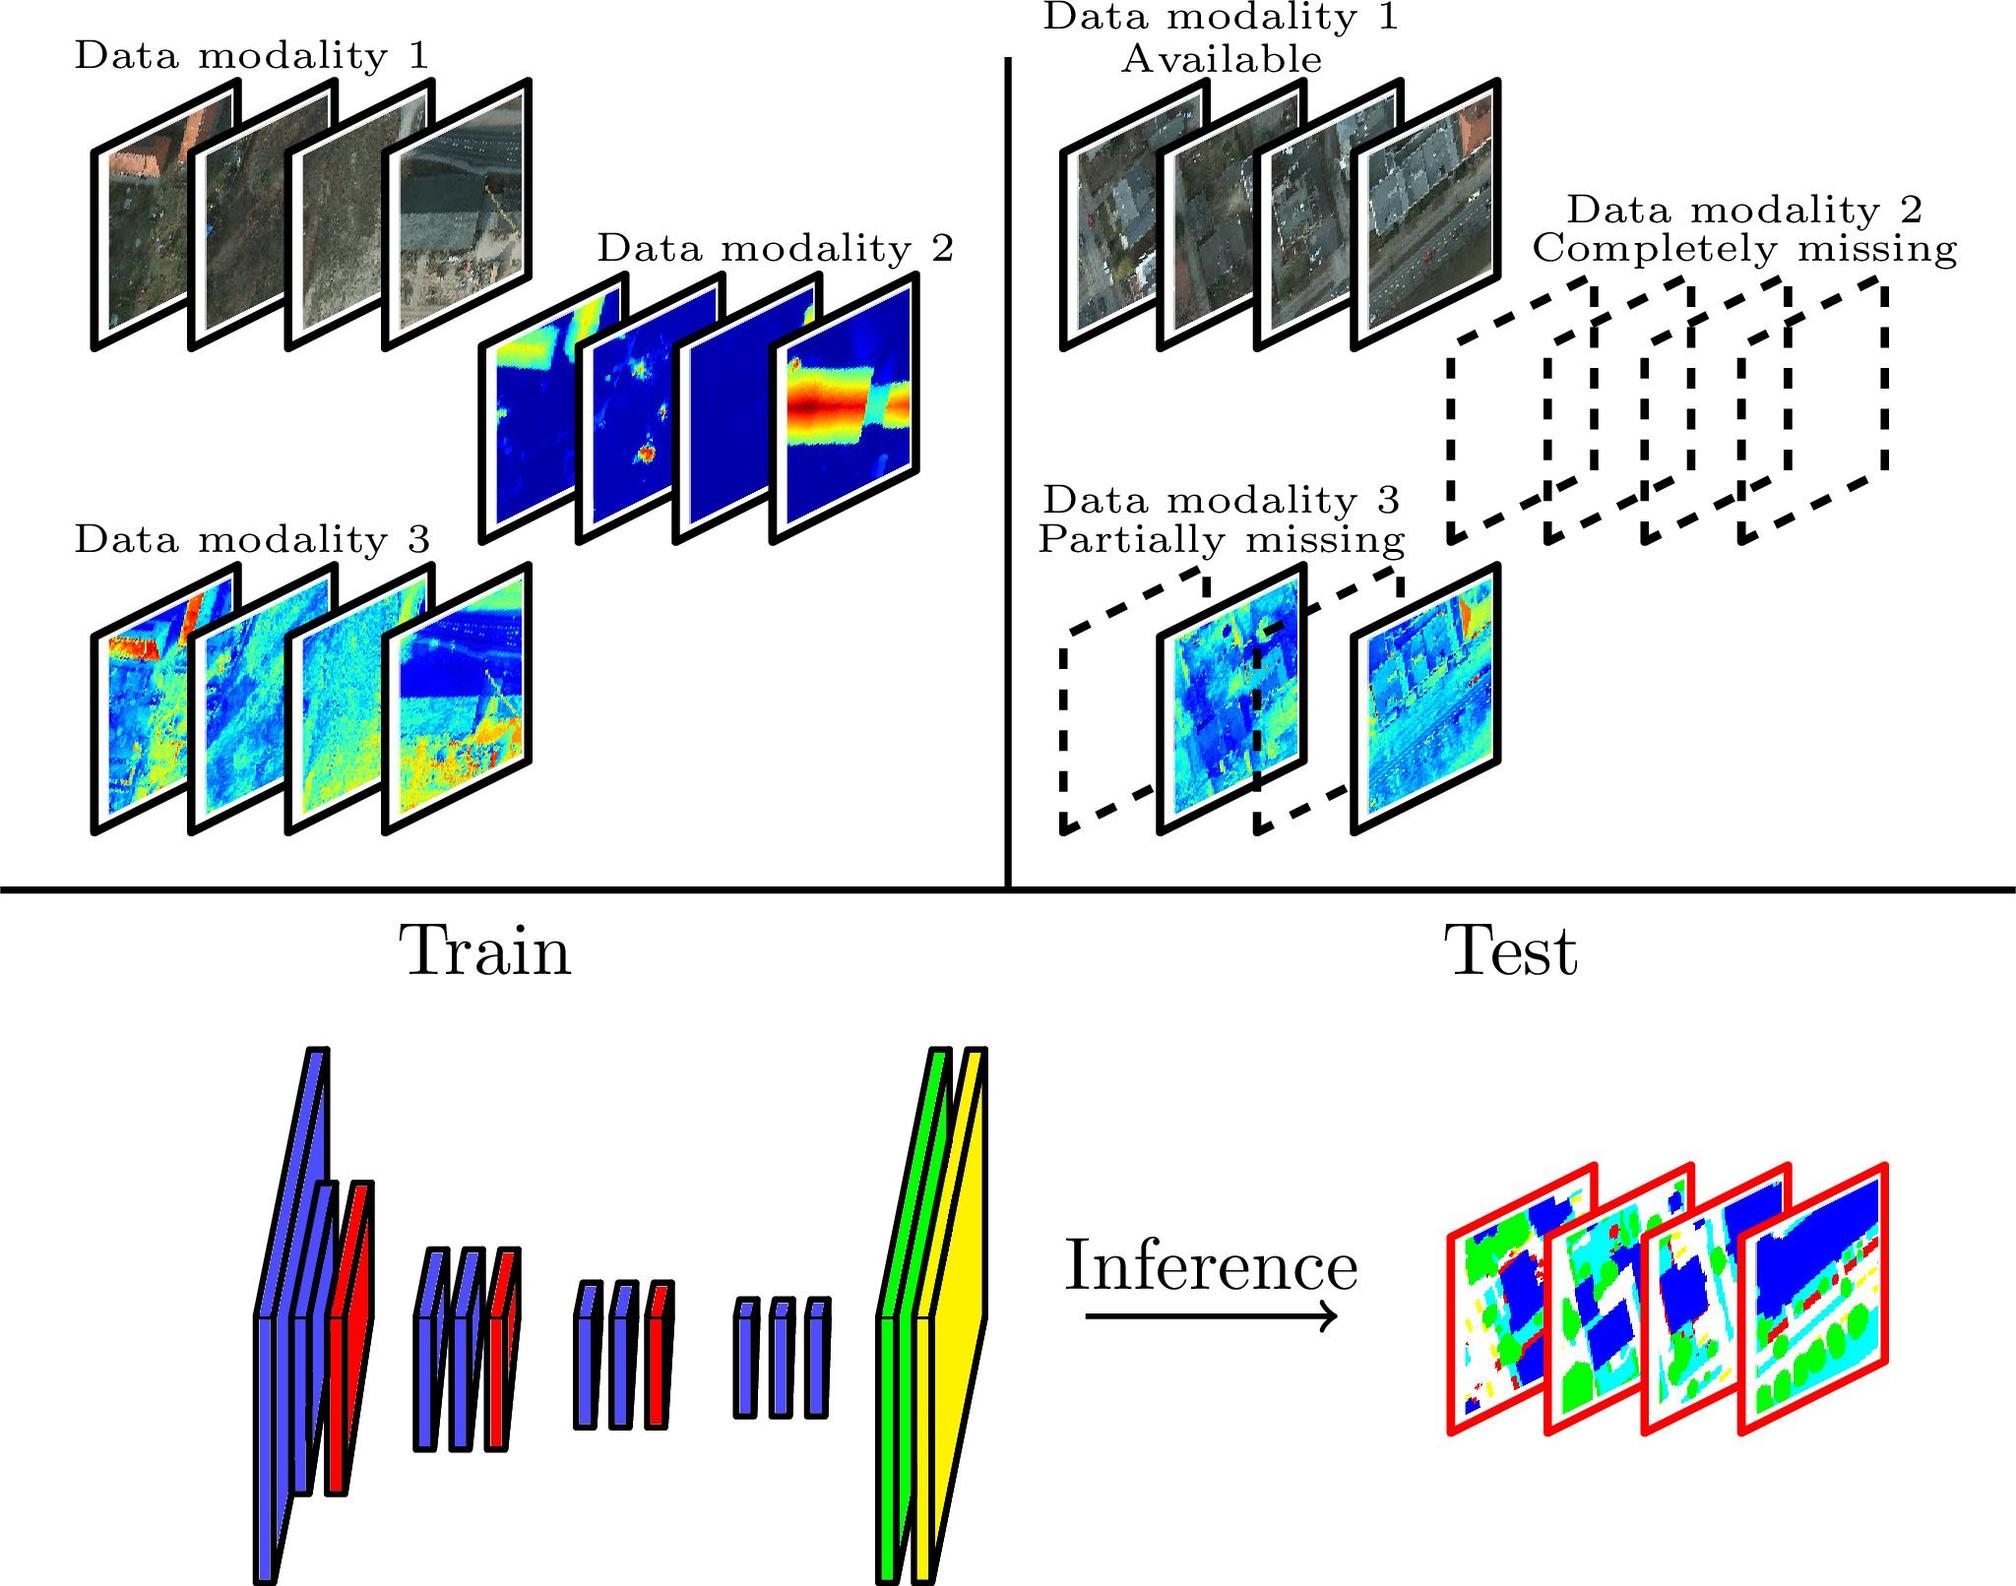 Data modality 1
Data modality 2
Data modality 3
Data modality 1
Available
Data modality 2
Completely missing
Data modality 3
Partially missing
Train
Test
Inference